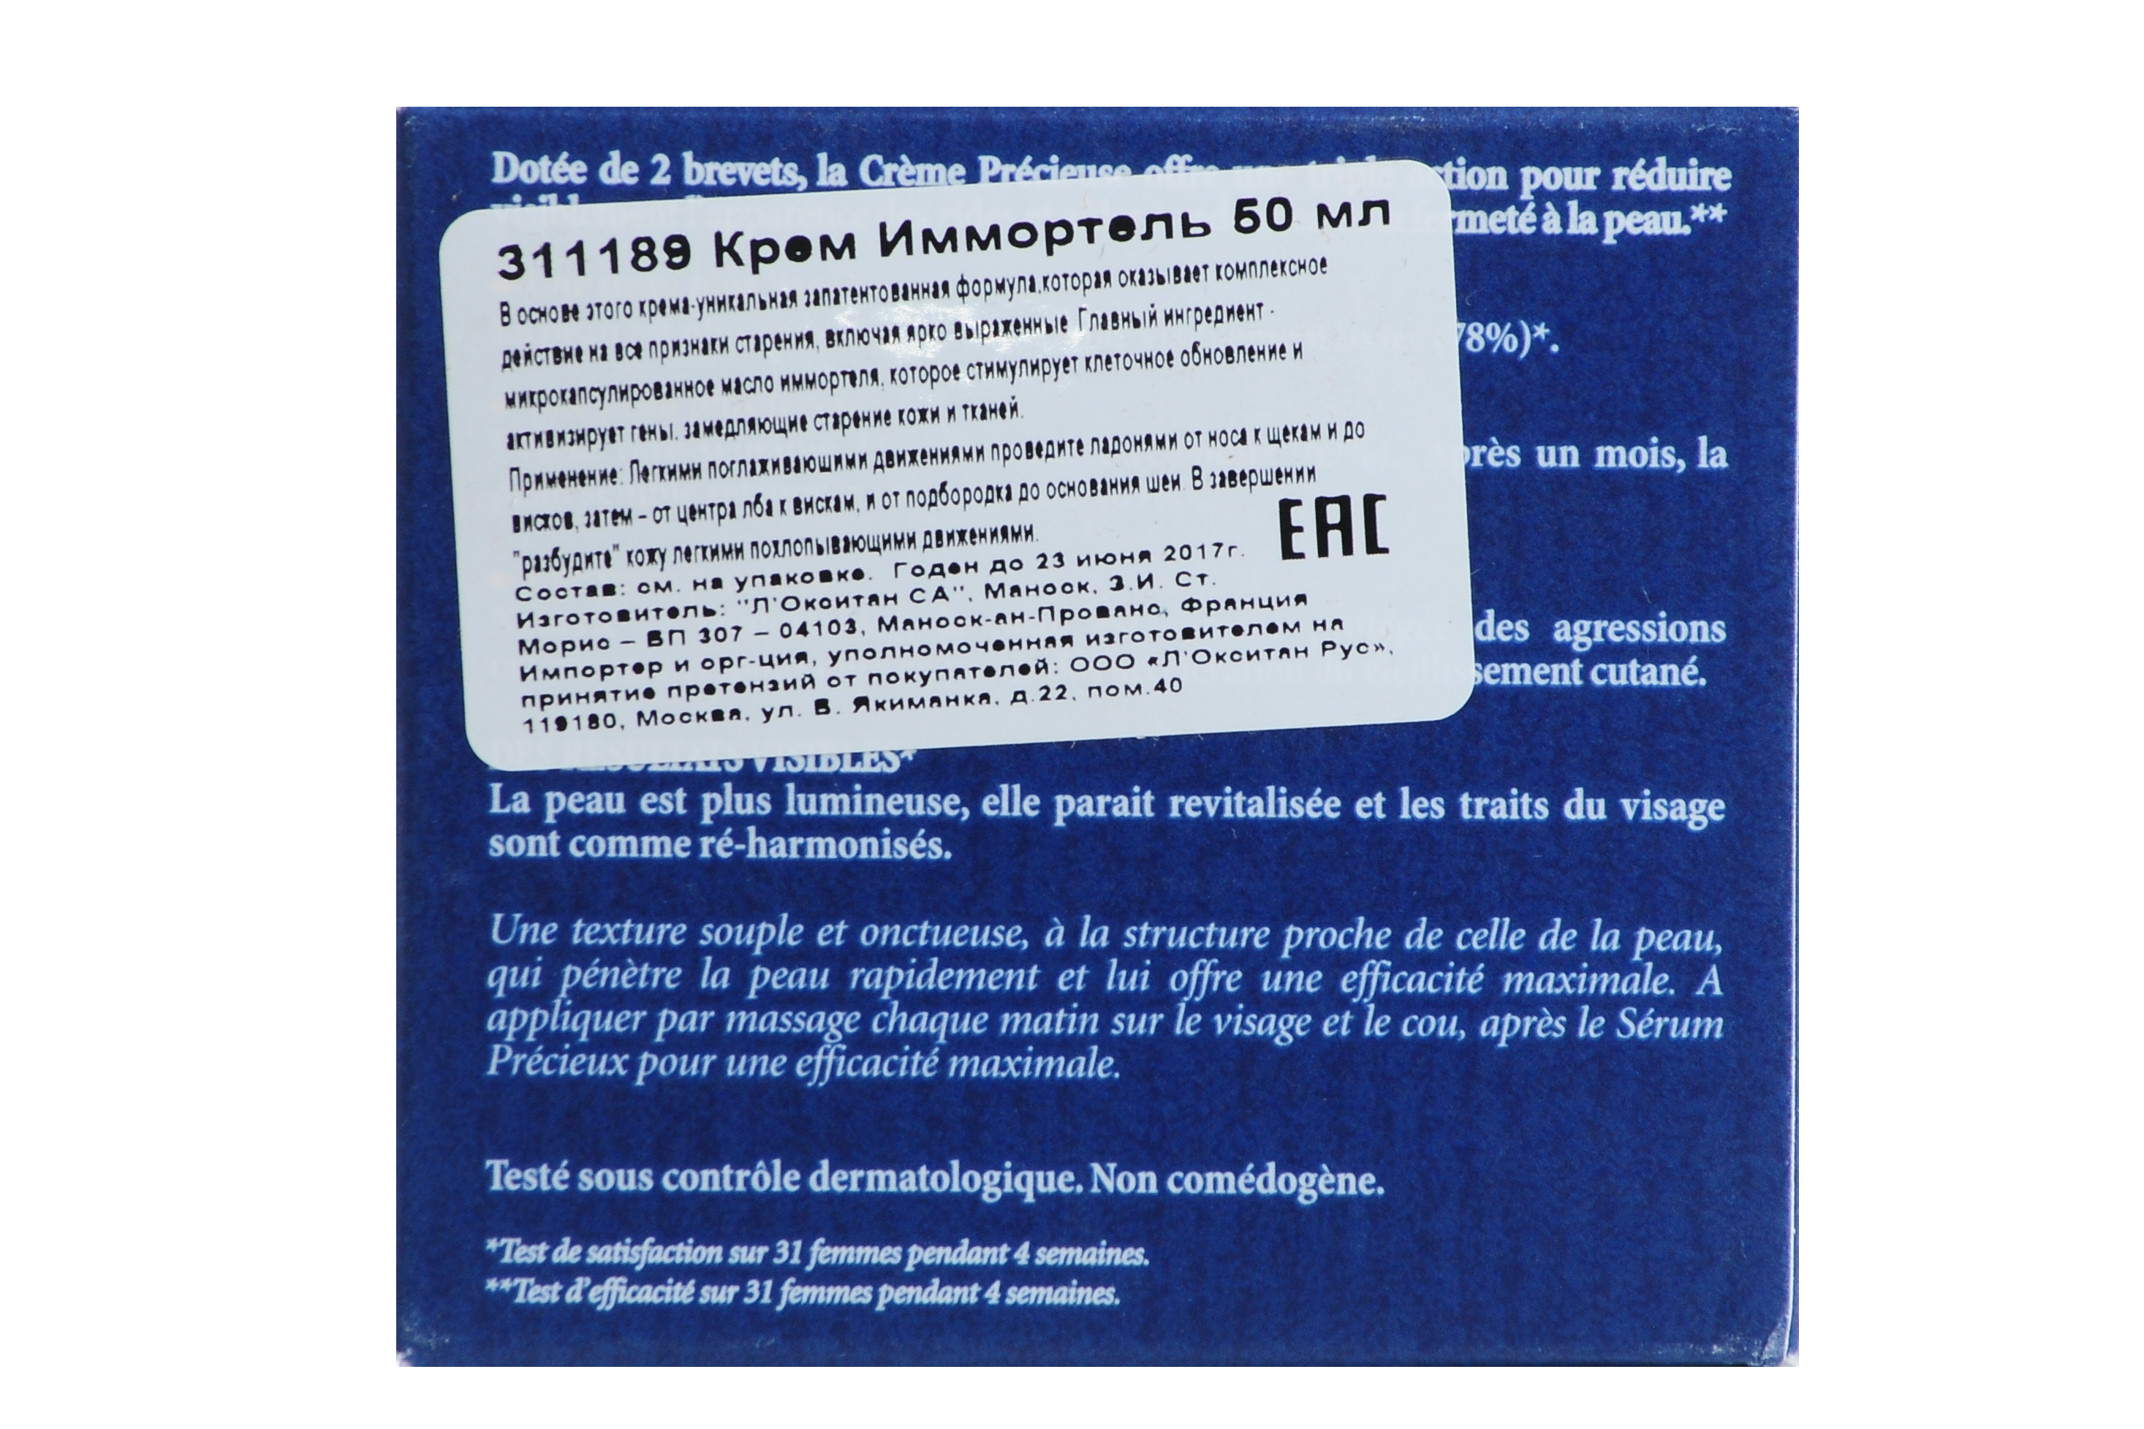 Dotée de 2 brevets, la Crème Précieuse offre
tion pour réduire
meté à la peau.**
311189 Крем Иммортель 50 мл
В основе этого крема-уникальная запатентованная формула,которая оказывает комплексное
действие на все признаки старения, включая ярко выраженные. Главный ингредиент -
микрокапсулированное масло иммортеля, которое стимулирует клеточное обновление и
активизирует гены, замедляющие старение кожи и тканей.
Применение: Легкими поглаживающими движениями проведите ладонями от носа к щекам и до
висков, затем – от центра лба к вискам, и от подбородка до основания шеи. В завершении
"разбудите" кожу легкими похлопывающими движениями.
EAC
Состав: см. на упаковке. Годен до 23 июня 2017г.
Изготовитель: "Л'Окситан СА", Маноск, З.И. Ст.
Морис – БП 307 – 04103, Маноск-ан-Прованс, Франция
Импортер и орг-ция, уполномоченная изготовителем на
принятие претензий от покупателей: ООО «Л'Окситан Рус»,
119180, Москва, ул. Б. Якиманка, д.22, пом.40
78%)*.
rès un mois, la
des agressions
sement cutané.
VISIBLES*
La peau est plus lumineuse, elle parait revitalisée et les traits du visage
sont comme ré-harmonisés.
Une texture souple et onctueuse, à la structure proche de celle de la peau,
qui pénètre la peau rapidement et lui offre une efficacité maximale. A
appliquer par massage chaque matin sur le visage et le cou, après le Sérum
Précieux pour une efficacité maximale.
Testé sous contrôle dermatologique. Non comédogène.
*Test de satisfaction sur 31 femmes pendant 4 semaines.
**Test d'efficacité sur 31 femmes pendant 4 semaines.